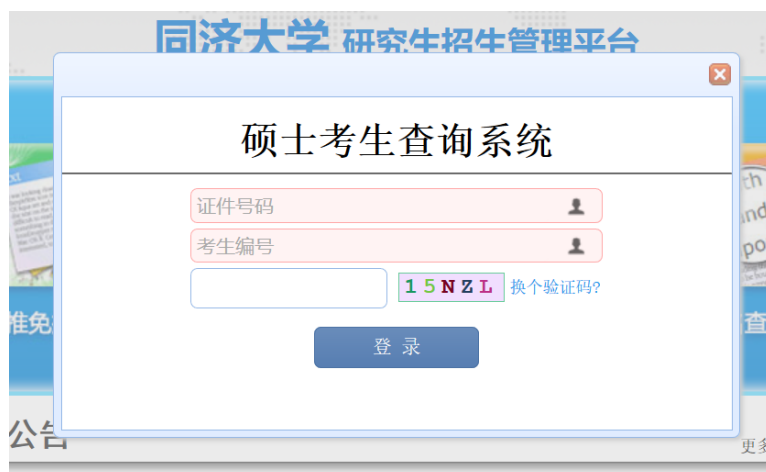 同济大学 研究生招生管理平台
硕士考生查询系统
证件号码
考生编号
15NZL 换个验证码?
登 录
推免
查
公告
更多